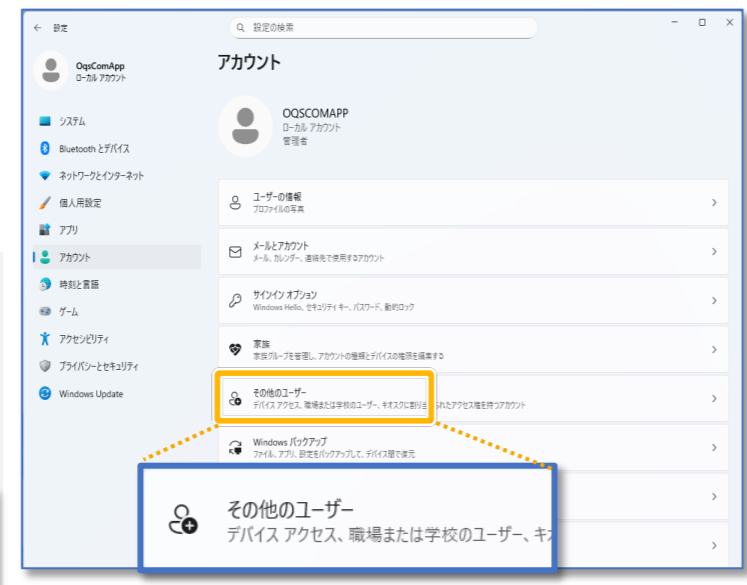 設定
設定の検索
OqsComApp
ローカル アカウント
システム
Bluetooth とデバイス
ネットワークとインターネット
個人用設定
アプリ
アカウント
時刻と言語
ゲーム
アクセシビリティ
プライバシーとセキュリティ
Windows Update
アカウント
OQSCOMAPP
ローカル アカウント
管理者
ユーザーの情報
プロファイルの写真
メールとアカウント
メール、カレンダー、連絡先で使用するアカウント
サインイン オプション
Windows Hello、セキュリティ キー、パスワード、動的ロック
家族
家族グループを管理し、アカウントの種類とデバイスの権限を編集する
その他のユーザー
デバイス アクセス、職場または学校のユーザー、キオスクに割り当てられたアクセス権を持つアカウント
Windows バックアップ
ファイル、アプリ、設定をバックアップして、デバイス間で復元
その他のユーザー
デバイス アクセス、職場または学校のユーザー、キオ